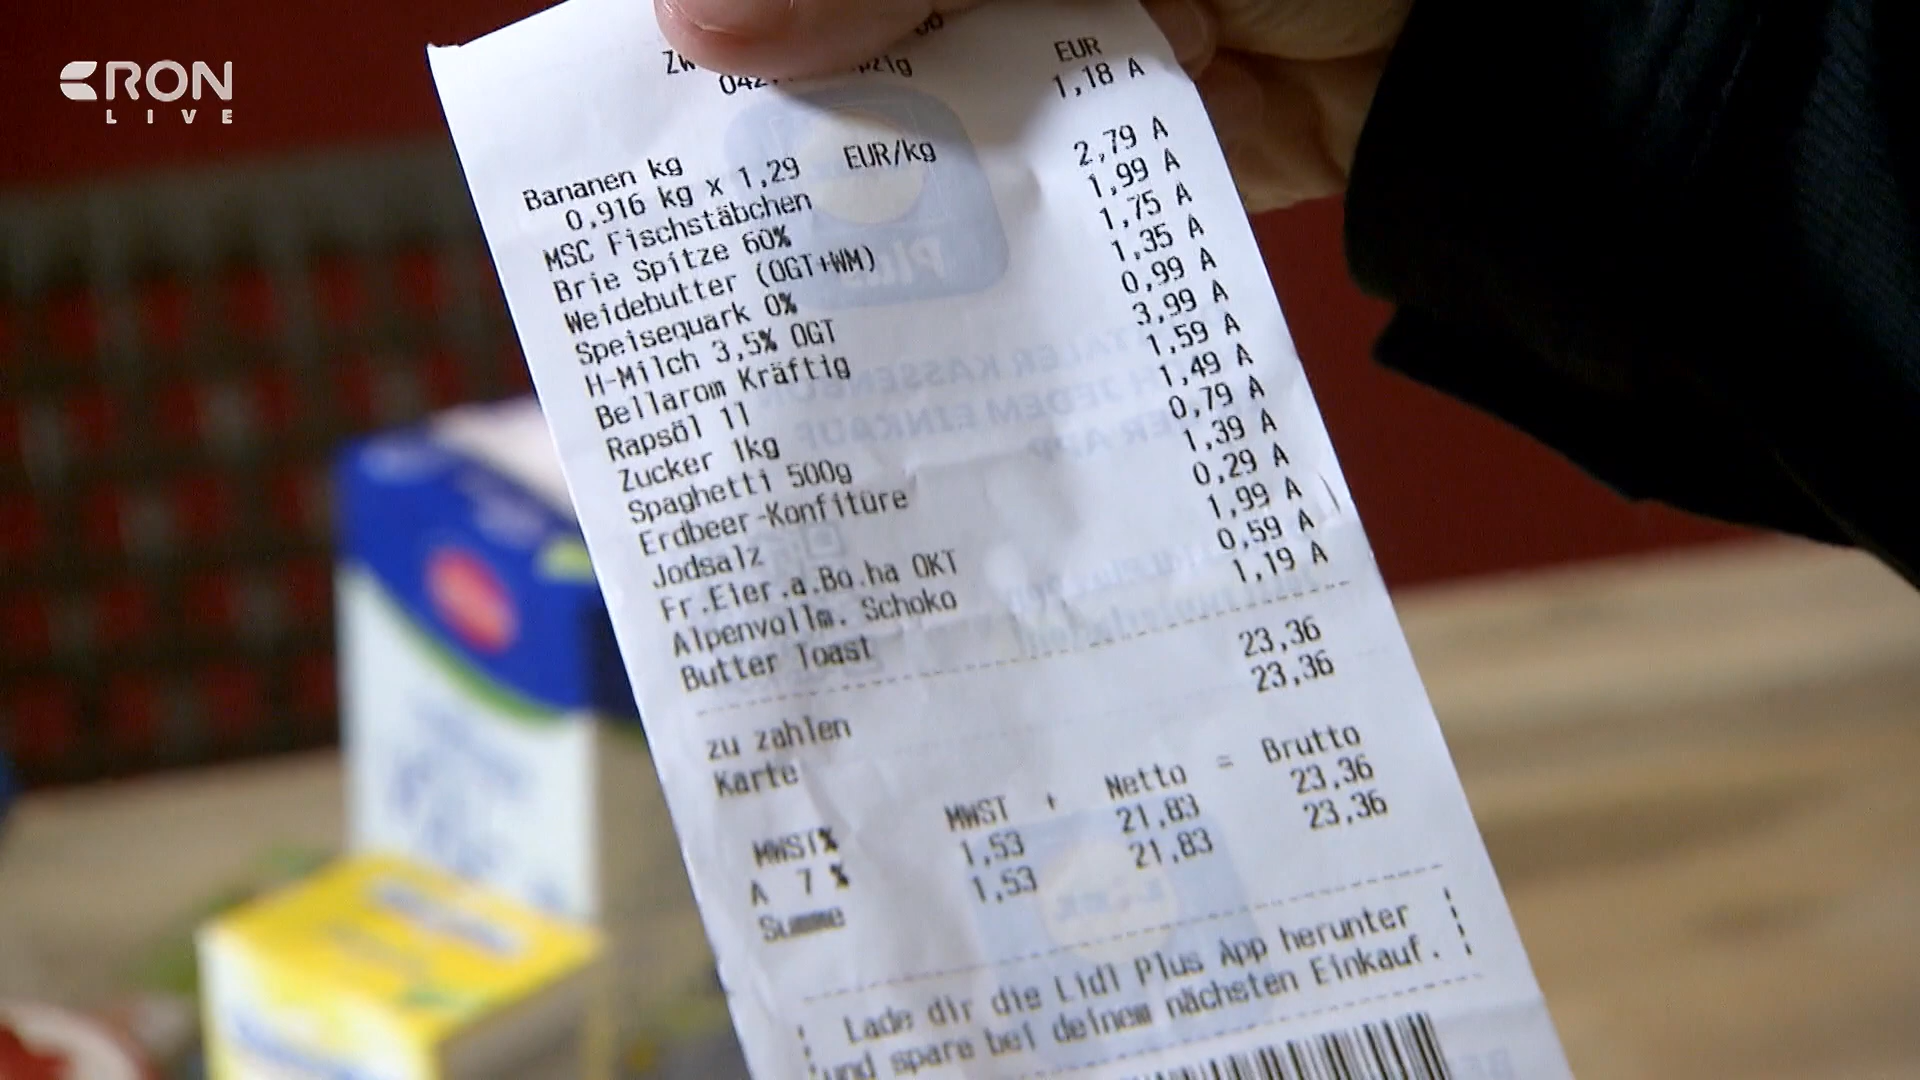 CRON
LIVE
EUR
Bananen kg 1,18 A
0,916 kg x 1,29 EUR/kg
MSC Fischstäbchen 2,79 A
Brie Spitze 60% 1,99 A
Weidebutter (OGT+WM) 1,75 A
Speisequark 0% 1,35 A
H-Milch 3,5% OGT 0,99 A
Bellarom Kräftig 3,99 A
Rapsöl 1l 1,59 A
Zucker 1kg 1,49 A
Spaghetti 500g 0,79 A
Erdbeer-Konfitüre 1,39 A
Jodsalz 0,29 A
Fr.Eier.a.Bo.ha OKT 1,99 A
Alpenvollm. Schoko 0,59 A
Butter Toast 1,19 A
zu zahlen 23,36
Karte 23,36
MWST% MWST + Netto = Brutto
A 7 % 1,53 21,83 23,36
Summe 1,53 21,83 23,36
Lade dir die Lidl Plus App herunter
und spare bei deinem nächsten Einkauf.